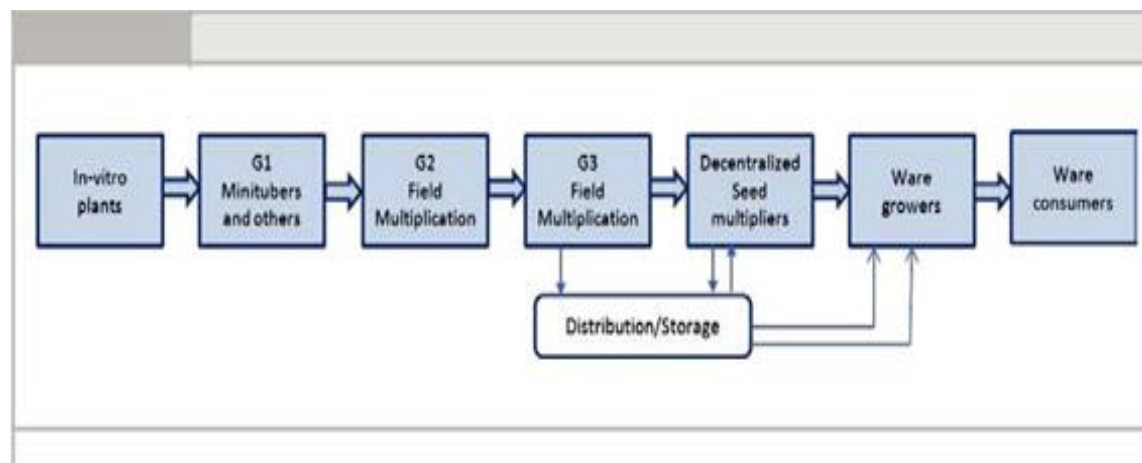 In-vitro
plants
G1
Minitubers
and others
G2
Field
Multiplication
G3
Field
Multiplication
Decentralized
Seed
multipliers
Ware
growers
Ware
consumers
Distribution/Storage